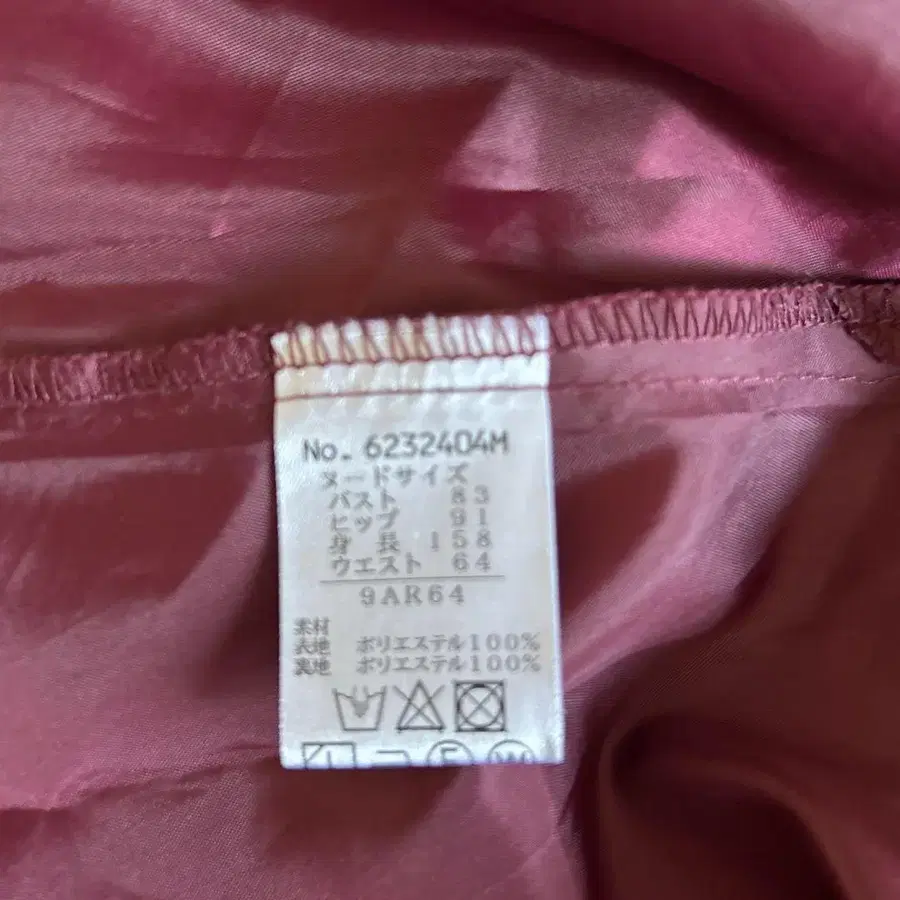 No. 6232404M
ヌードサイズ
バスト 83
ヒップ 91
身長 158
ウエスト 64
9AR64
素材
表地 ポリエステル100%
裏地 ポリエステル100%